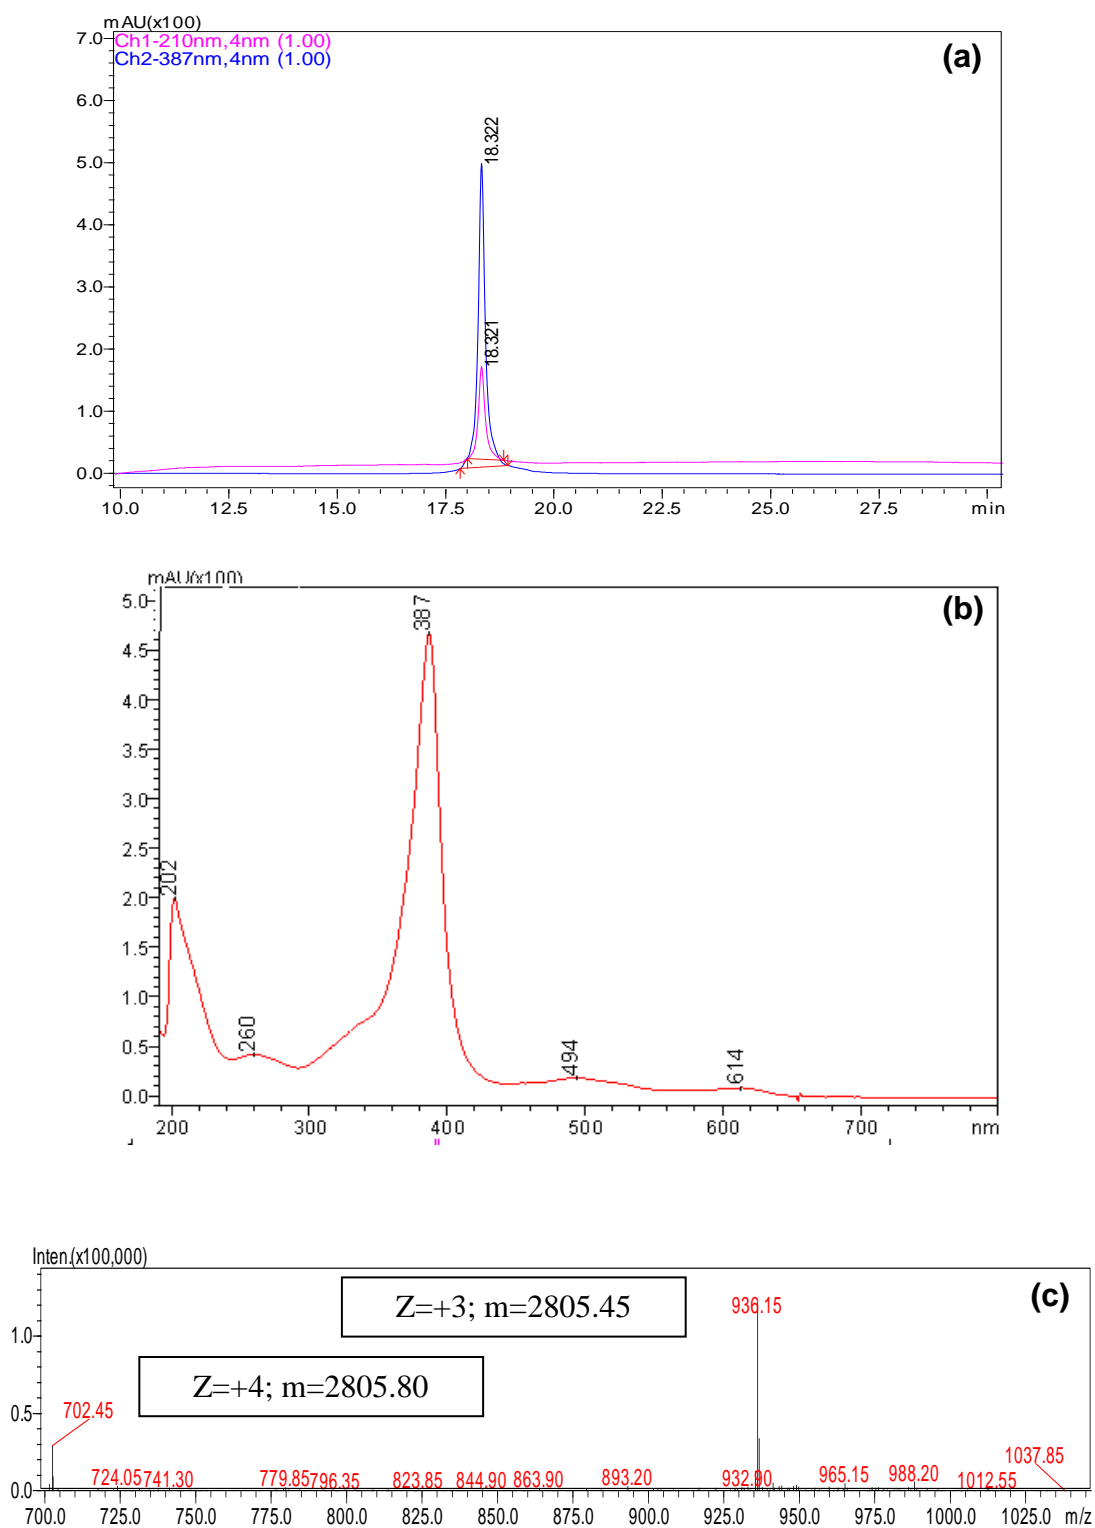 mAU(x100)
Ch1-210nm,4nm (1.00)
Ch2-387nm,4nm (1.00)
(a)
7.0
6.0
5.0
4.0
3.0
2.0
1.0
0.0
18.322
18.321
10.0 12.5 15.0 17.5 20.0 22.5 25.0 27.5 min
mAU(x100)
(b)
5.0
4.5
4.0
3.5
3.0
2.5
2.0
1.5
1.0
0.5
0.0
202
260
387
494
614
200 300 400 500 600 700 nm
Inten.(x100,000)
(c)
Z=+3; m=2805.45
Z=+4; m=2805.80
1.0
0.5
0.0
936.15
702.45
724.05 741.30 779.85 796.35 823.85 844.90 863.90 893.20 932.90 965.15 988.20 1012.55 1037.85
700.0 725.0 750.0 775.0 800.0 825.0 850.0 875.0 900.0 925.0 950.0 975.0 1000.0 1025.0 m/z